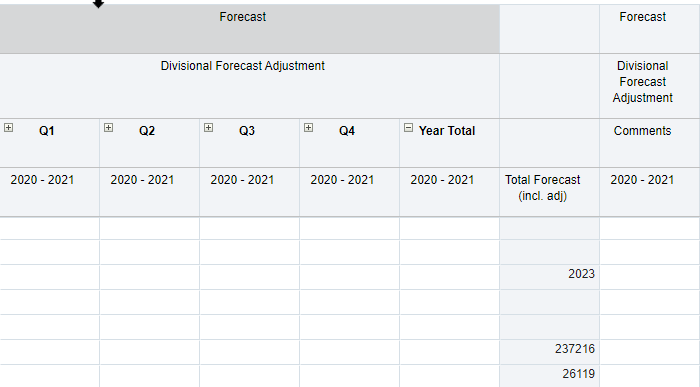 Forecast Forecast
Divisional Forecast Adjustment Divisional
Forecast
Adjustment
Q1 Q2 Q3 Q4 Year Total Comments
2020 - 2021 2020 - 2021 2020 - 2021 2020 - 2021 2020 - 2021 Total Forecast 2020 - 2021
(incl. adj)
2023
237216
26119